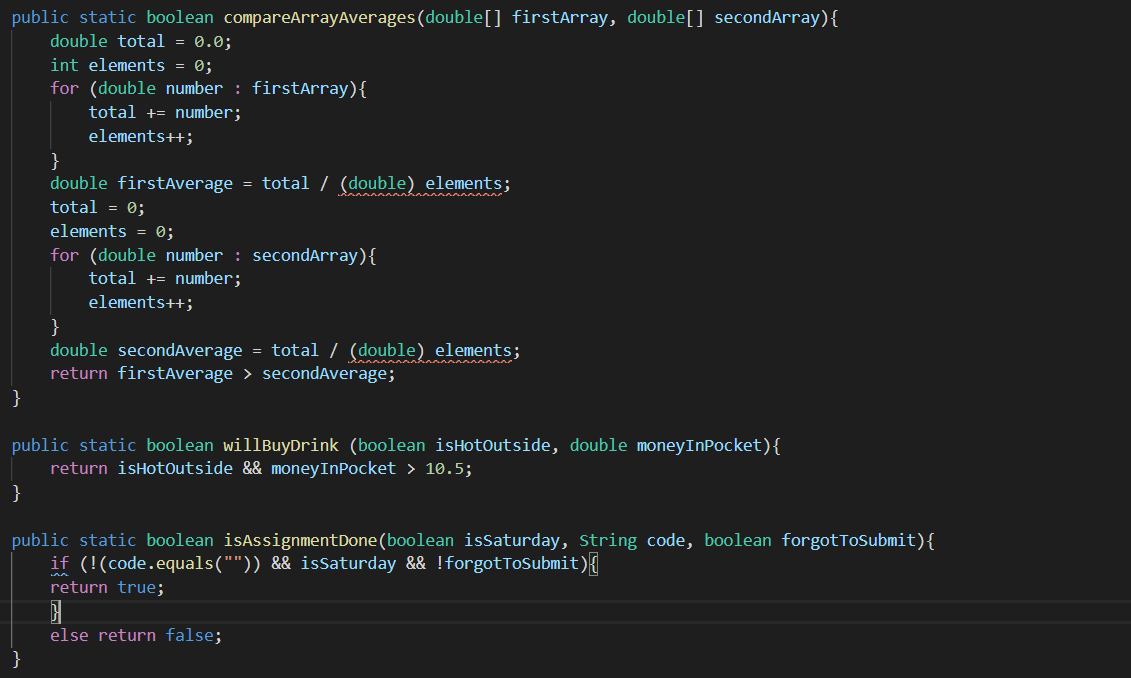 public static boolean compareArrayAverages(double[] firstArray, double[] secondArray){
    double total = 0.0;
    int elements = 0;
    for (double number : firstArray){
        total += number;
        elements++;
    }
    double firstAverage = total / (double) elements;
    total = 0;
    elements = 0;
    for (double number : secondArray){
        total += number;
        elements++;
    }
    double secondAverage = total / (double) elements;
    return firstAverage > secondAverage;
}

public static boolean willBuyDrink (boolean isHotOutside, double moneyInPocket){
    return isHotOutside && moneyInPocket > 10.5;
}

public static boolean isAssignmentDone(boolean isSaturday, String code, boolean forgotToSubmit){
    if (!(code.equals("")) && isSaturday && !forgotToSubmit){
    return true;
    }
    else return false;
}